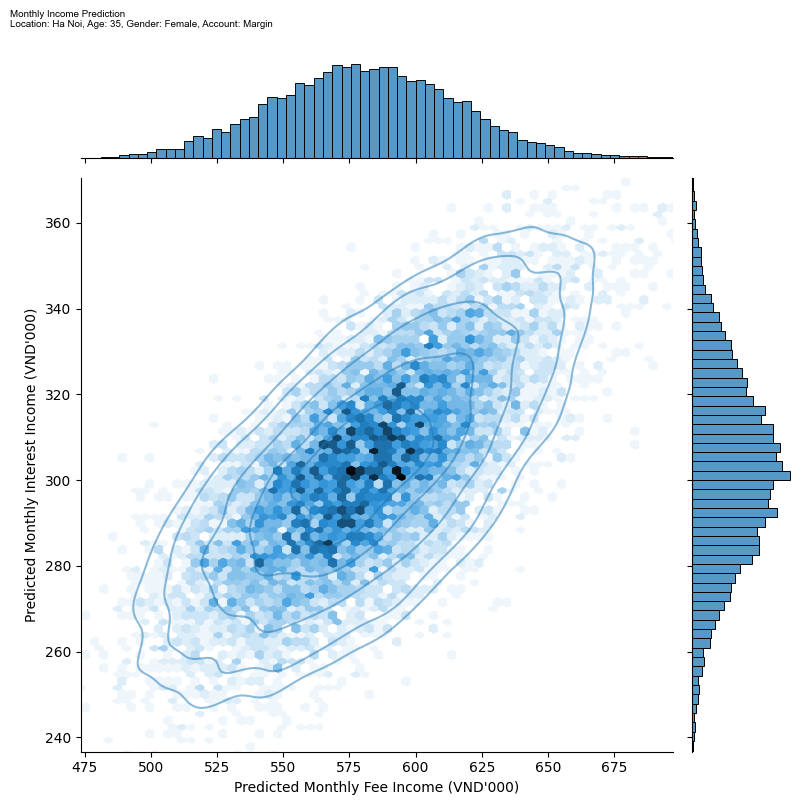 Monthly Income Prediction
Location: Ha Noi, Age: 35, Gender: Female, Account: Margin
360
340
320
300
280
260
240
Predicted Monthly Interest Income (VND'000)
475 500 525 550 575 600 625 650 675
Predicted Monthly Fee Income (VND'000)